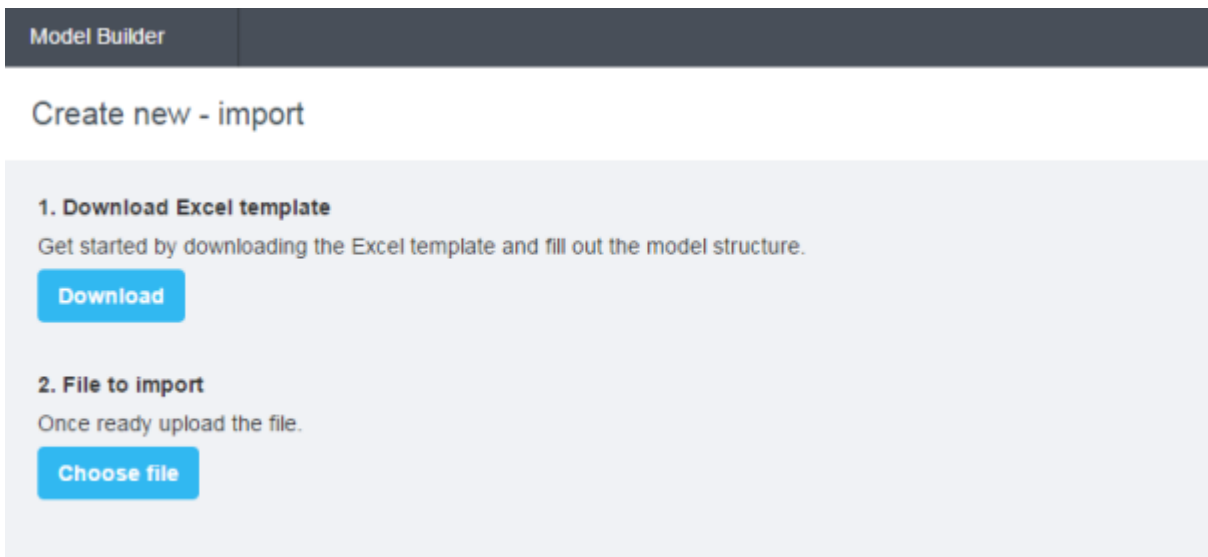 Model Builder
Create new - import
1. Download Excel template
Get started by downloading the Excel template and fill out the model structure.
Download
2. File to import
Once ready upload the file.
Choose file